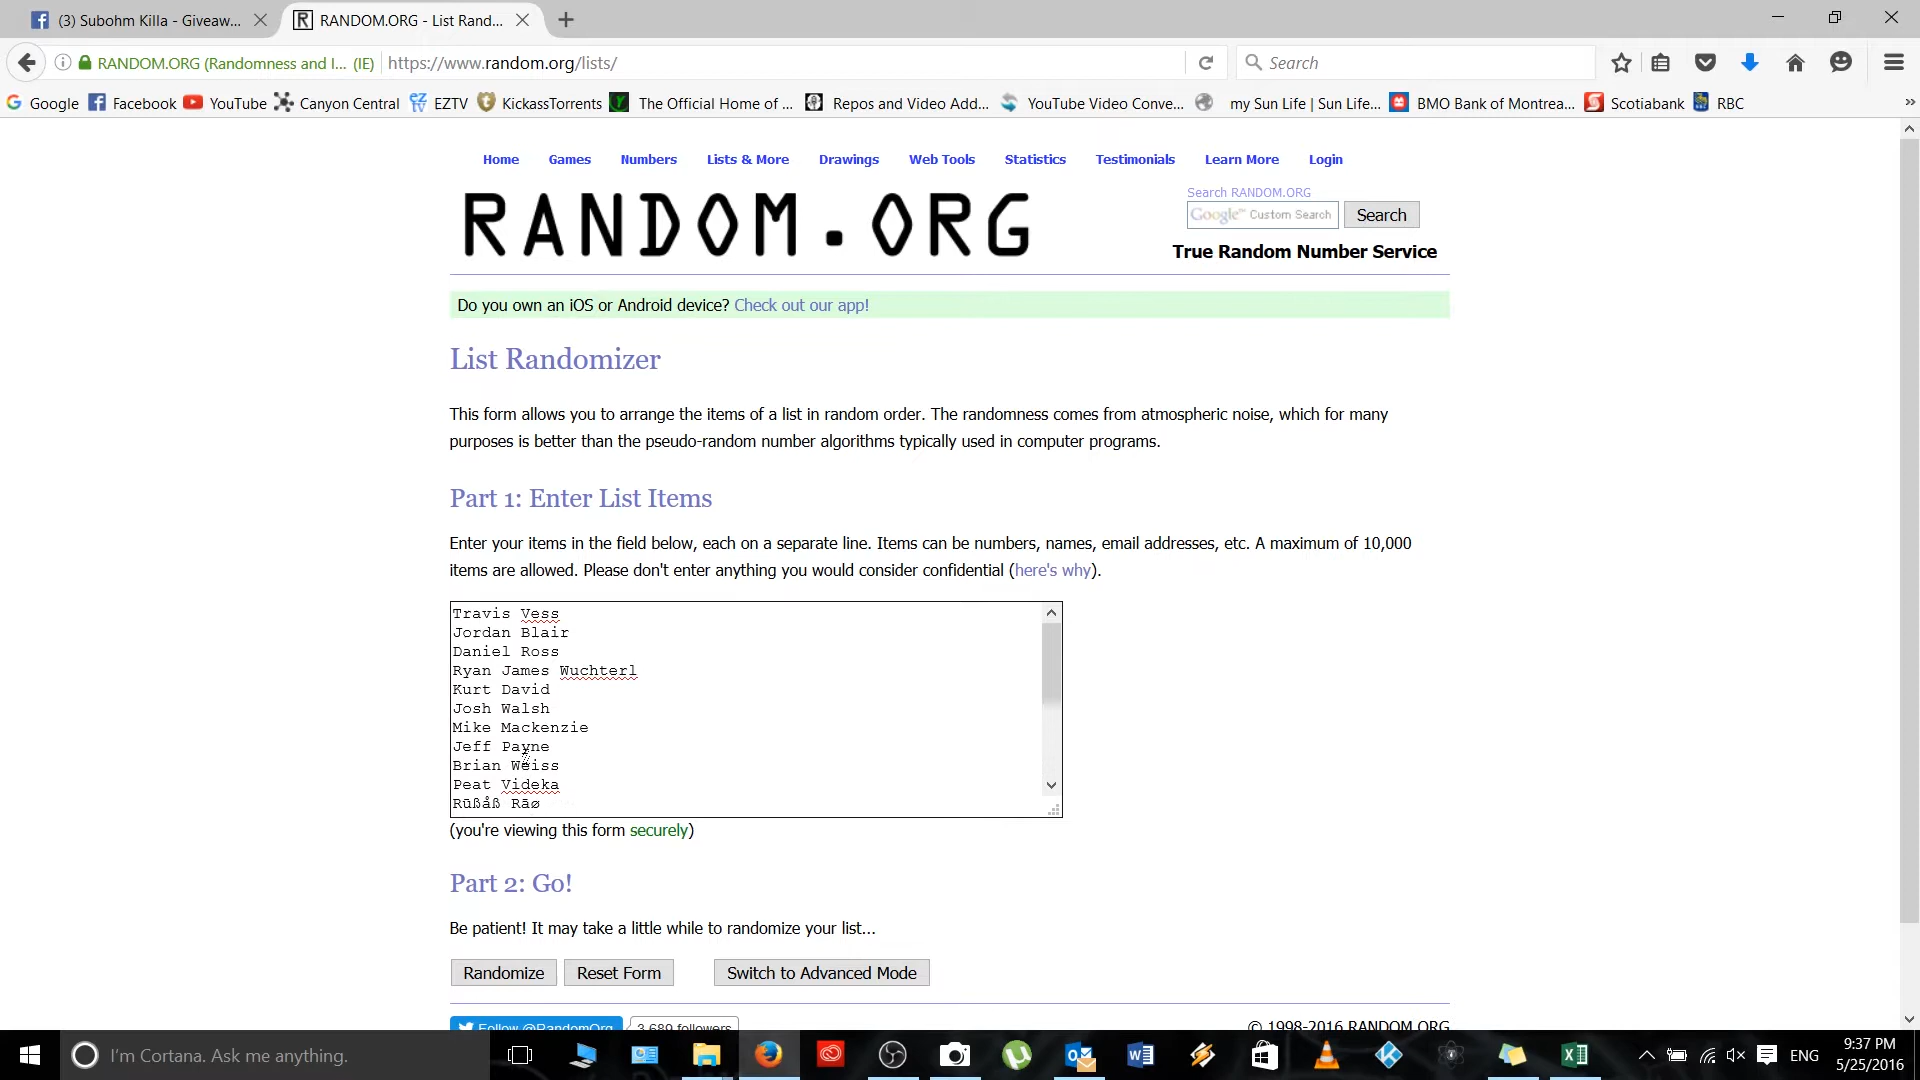 (3) Subohm Killa - Giveaw...
RANDOM.ORG - List Rand...
RANDOM.ORG (Randomness and I... (IE)
https://www.random.org/lists/
Search
Google
Facebook
YouTube
Canyon Central
EZTV
KickassTorrents
The Official Home of ...
Repos and Video Add...
YouTube Video Conve...
my Sun Life | Sun Life...
BMO Bank of Montrea...
Scotiabank
RBC
Home Games Numbers Lists & More Drawings Web Tools Statistics Testimonials Learn More Login
RANDOM.ORG
Search RANDOM.ORG
Google™ Custom Search
Search
True Random Number Service
Do you own an iOS or Android device? Check out our app!
List Randomizer
This form allows you to arrange the items of a list in random order. The randomness comes from atmospheric noise, which for many
purposes is better than the pseudo-random number algorithms typically used in computer programs.
Part 1: Enter List Items
Enter your items in the field below, each on a separate line. Items can be numbers, names, email addresses, etc. A maximum of 10,000
items are allowed. Please don't enter anything you would consider confidential (here's why).
Travis Vess
Jordan Blair
Daniel Ross
Ryan James Wuchterl
Kurt David
Josh Walsh
Mike Mackenzie
Jeff Payne
Brian Weiss
Peat Videka
Rüßåß Rãø
(you're viewing this form securely)
Part 2: Go!
Be patient! It may take a little while to randomize your list...
Randomize
Reset Form
Switch to Advanced Mode
Follow @RandomOrg
3,689 followers
© 1998-2016 RANDOM.ORG
I'm Cortana. Ask me anything.
ENG
9:37 PM
5/25/2016